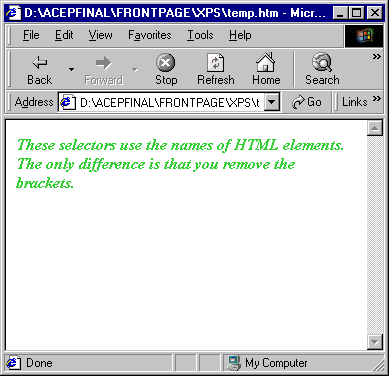 D:\ACEPFINAL\FRONTPAGE\XPS\temp.htm - Micr...
File Edit View Favorites Tools Help
Back Forward Stop Refresh Home Search »
Address D:\ACEPFINAL\FRONTPAGE\XPS\t Go Links »
These selectors use the names of HTML elements.
The only difference is that you remove the
brackets.
Done My Computer